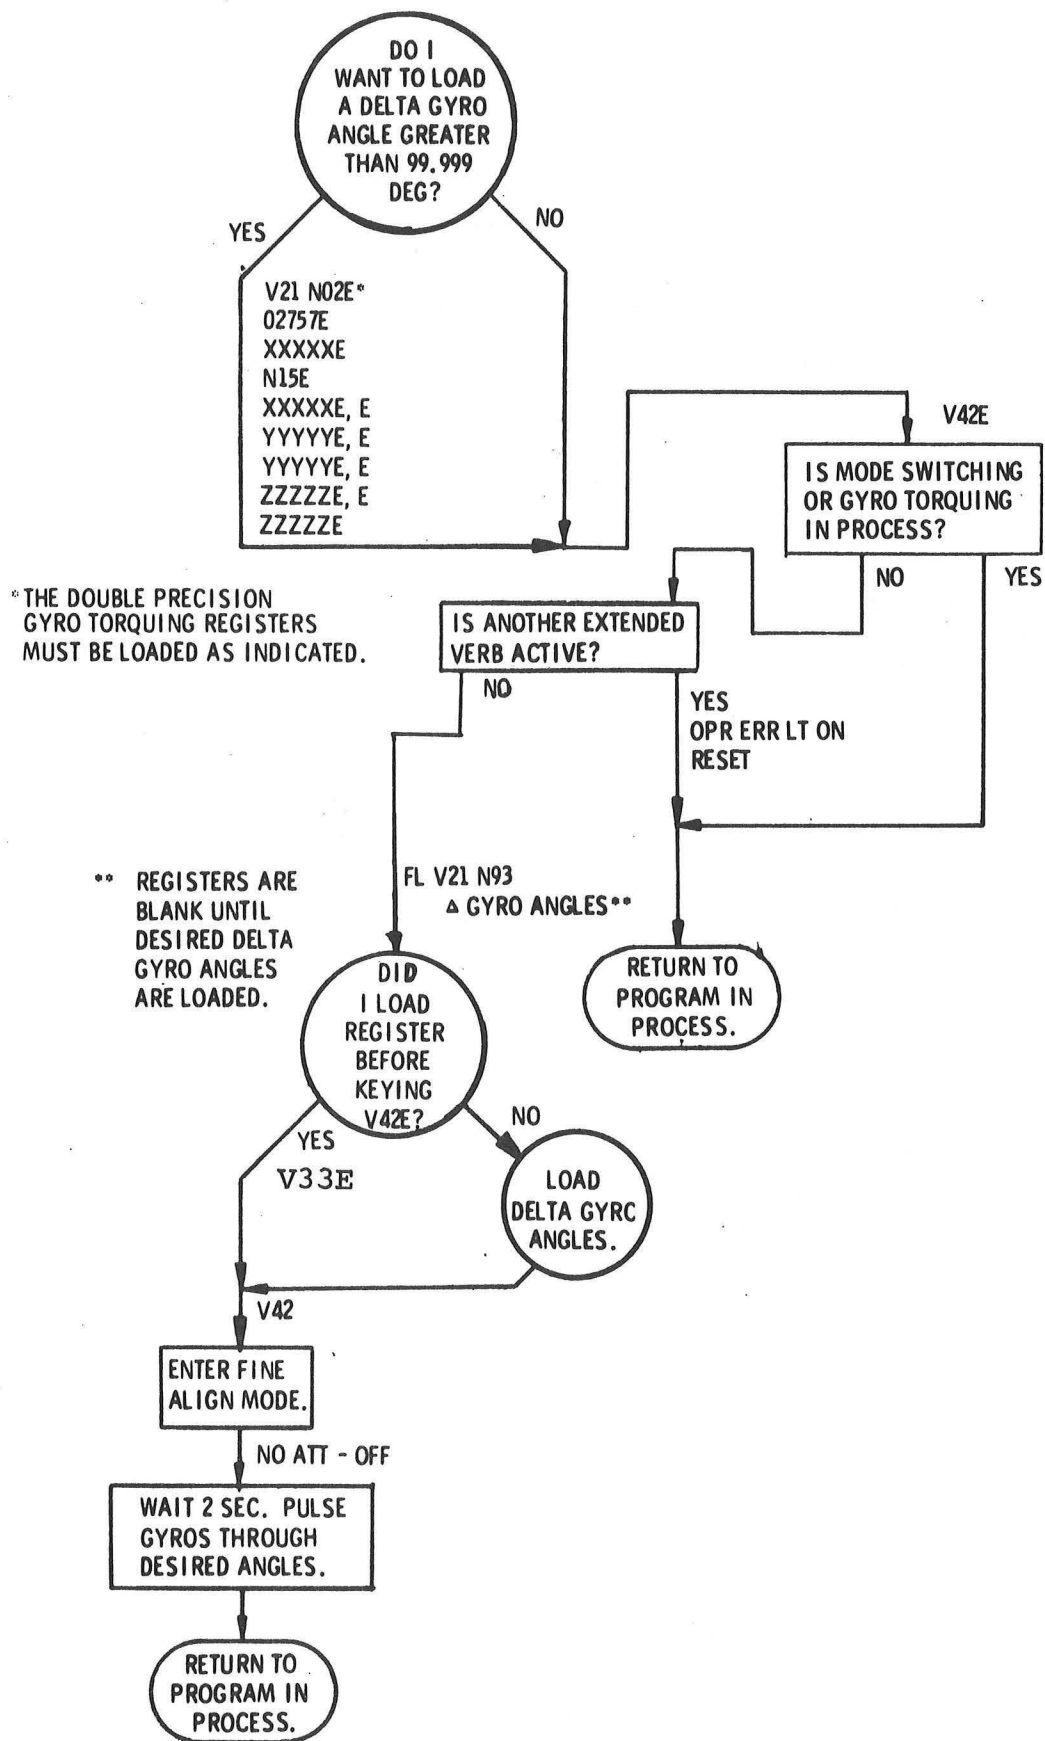 DO I
WANT TO LOAD
A DELTA GYRO
ANGLE GREATER
THAN 99.999
DEG?
YES
NO
V21 N02E*
02757E
XXXXXE
N15E
XXXXXE, E
YYYYYE, E
YYYYYE, E
ZZZZZE, E
ZZZZZE
V42E
IS MODE SWITCHING
OR GYRO TORQUING
IN PROCESS?
NO
YES
*THE DOUBLE PRECISION
GYRO TORQUING REGISTERS
MUST BE LOADED AS INDICATED.
IS ANOTHER EXTENDED
VERB ACTIVE?
NO
YES
OPR ERR LT ON
RESET
** REGISTERS ARE
BLANK UNTIL
DESIRED DELTA
GYRO ANGLES
ARE LOADED.
FL V21 N93
Δ GYRO ANGLES**
RETURN TO
PROGRAM IN
PROCESS.
DID
I LOAD
REGISTER
BEFORE
KEYING
V42E?
YES
V33E
NO
LOAD
DELTA GYRC
ANGLES.
V42
ENTER FINE
ALIGN MODE.
NO ATT - OFF
WAIT 2 SEC. PULSE
GYROS THROUGH
DESIRED ANGLES.
RETURN TO
PROGRAM IN
PROCESS.